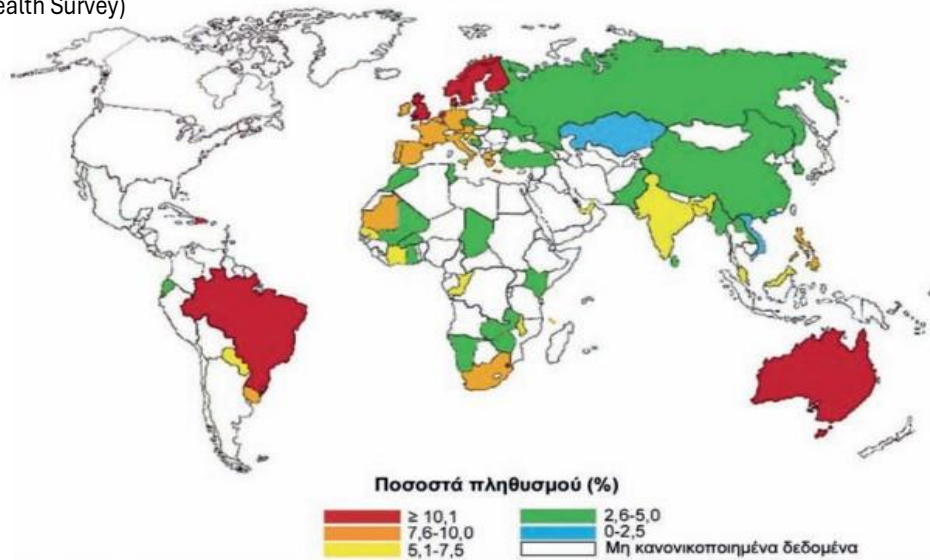 ealth Survey)
Ποσοστά πληθυσμού (%)
≥ 10,1
7,6-10,0
5,1-7,5
2,6-5,0
0-2,5
Μη κανονικοποιημένα δεδομένα